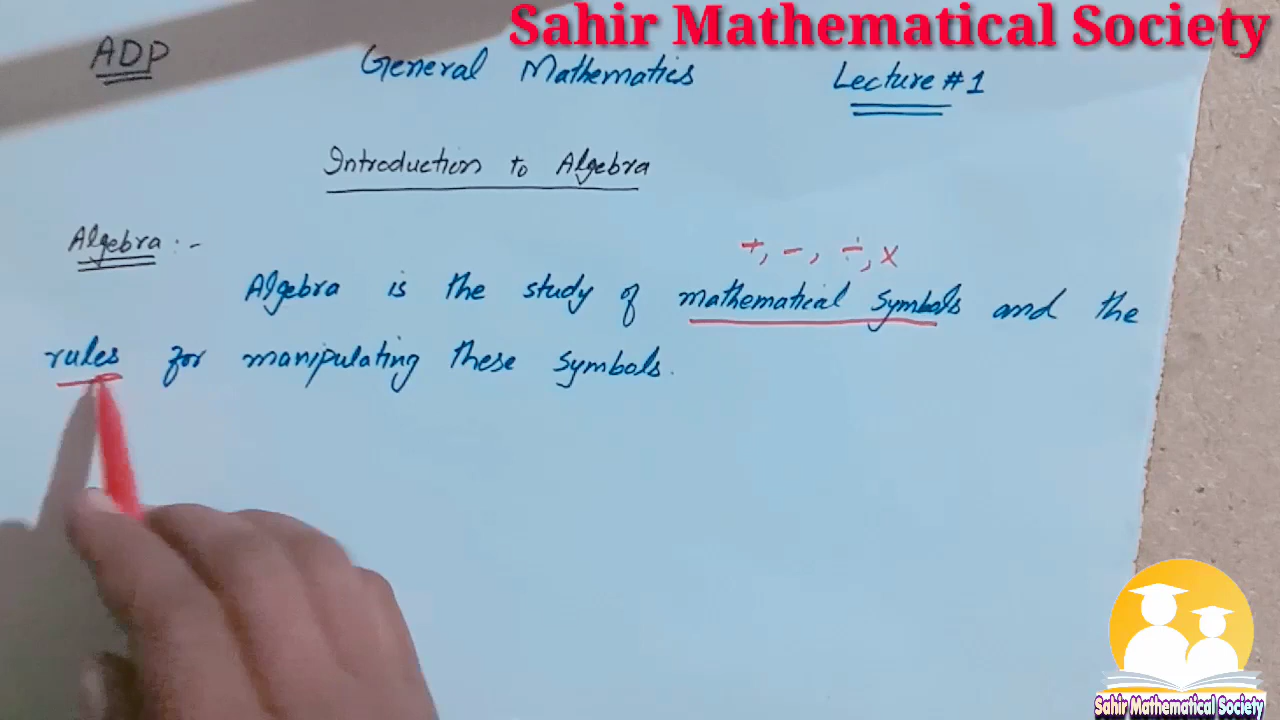 Sahir Mathematical Society
ADP General Mathematics Lecture #1
Introduction to Algebra
Algebra :-
+, -, ÷, x
Algebra is the study of mathematical symbols and the
rules for manipulating these symbols.
Sahir Mathematical Society